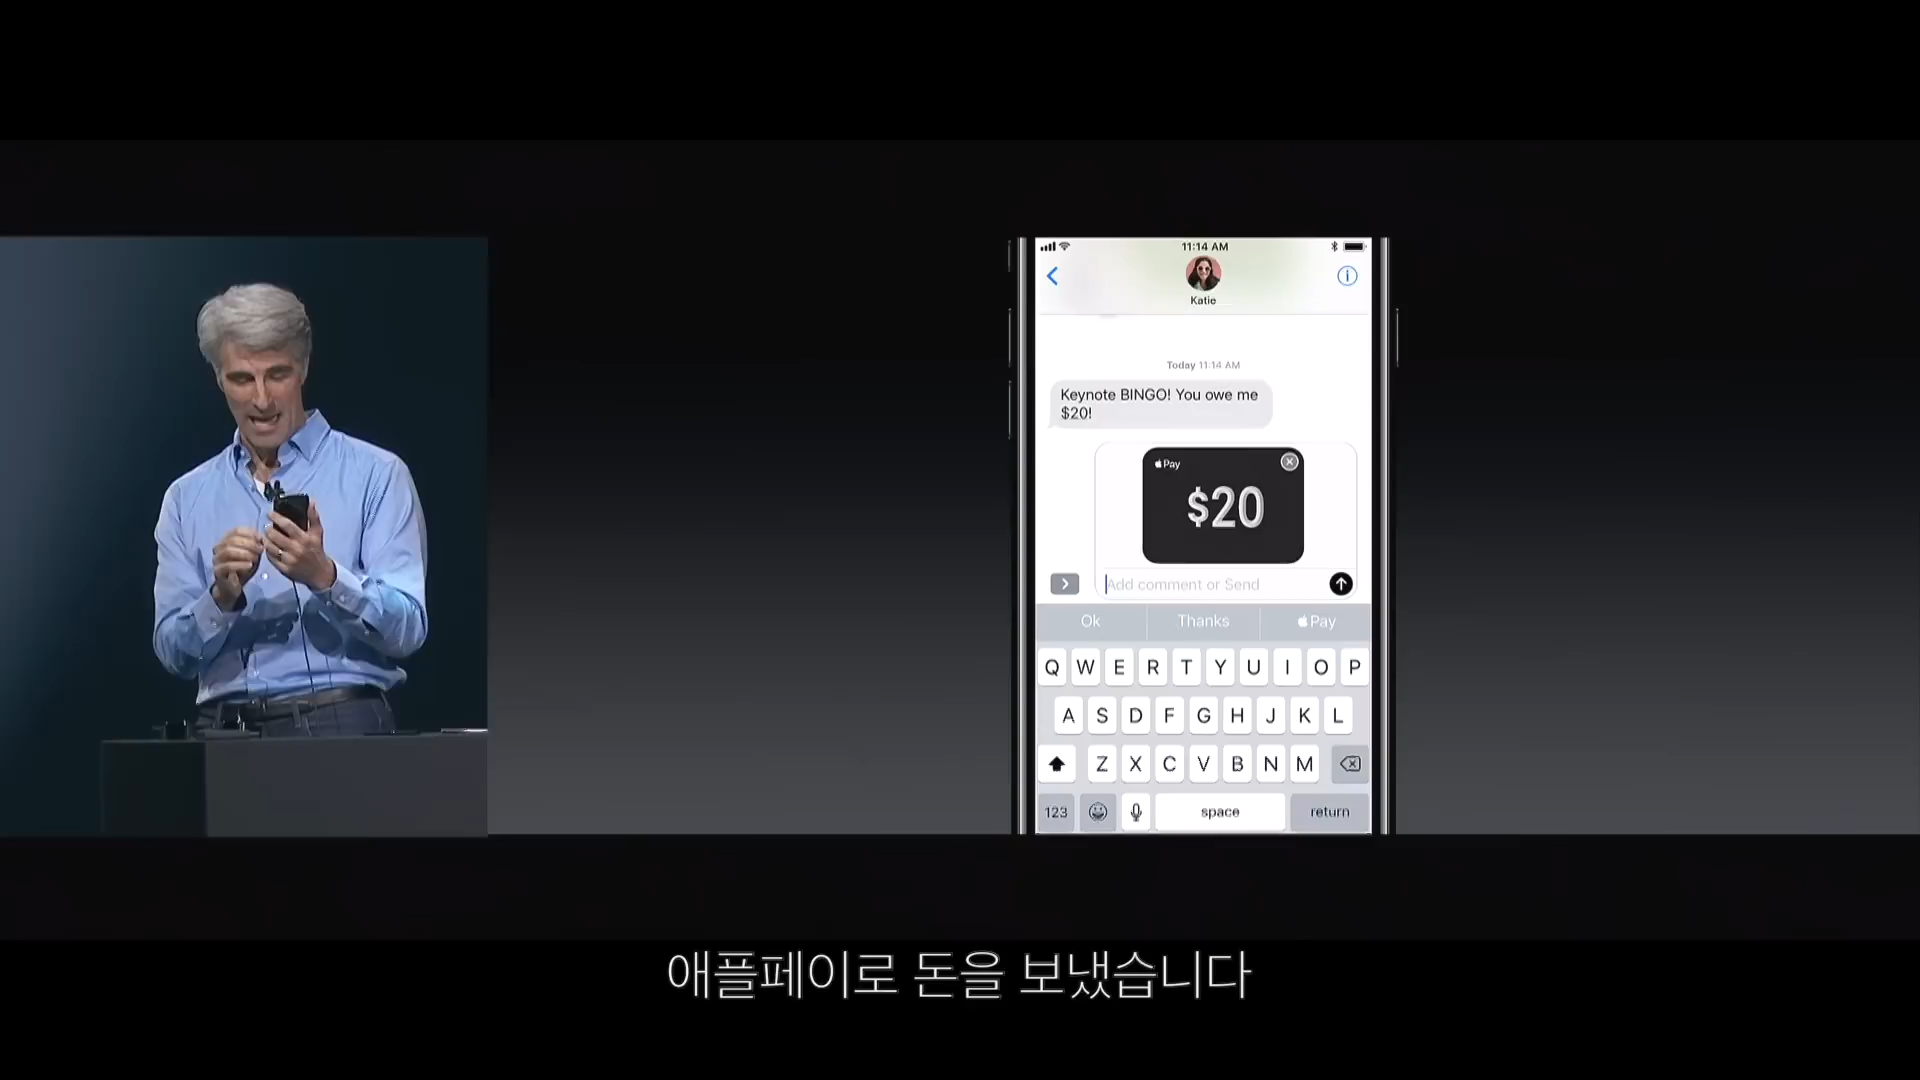 11:14 AM
Katie
Today 11:14 AM
Keynote BINGO! You owe me
$20!
Pay
$20
Add comment or Send
Ok Thanks Pay
Q W E R T Y U I O P
A S D F G H J K L
Z X C V B N M
123 space return
애플페이로 돈을 보냈습니다